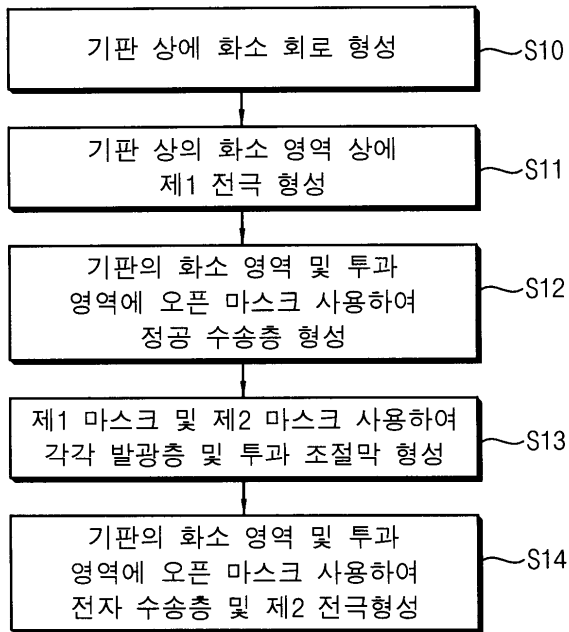 기판 상에 화소 회로 형성
S10
기판 상의 화소 영역 상에
제1 전극 형성
S11
기판의 화소 영역 및 투과
영역에 오픈 마스크 사용하여
정공 수송층 형성
S12
제1 마스크 및 제2 마스크 사용하여
각각 발광층 및 투과 조절막 형성
S13
기판의 화소 영역 및 투과
영역에 오픈 마스크 사용하여
전자 수송층 및 제2 전극형성
S14